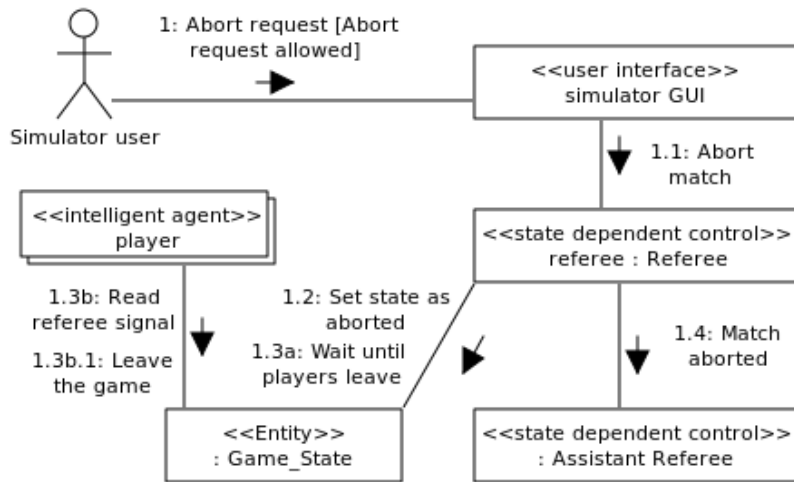 1: Abort request [Abort
request allowed]
Simulator user
<<user interface>>
simulator GUI
1.1: Abort
match
<<intelligent agent>>
player
<<state dependent control>>
referee : Referee
1.3b: Read
referee signal
1.3b.1: Leave
the game
1.2: Set state as
aborted
1.3a: Wait until
players leave
1.4: Match
aborted
<<Entity>>
: Game_State
<<state dependent control>>
: Assistant Referee